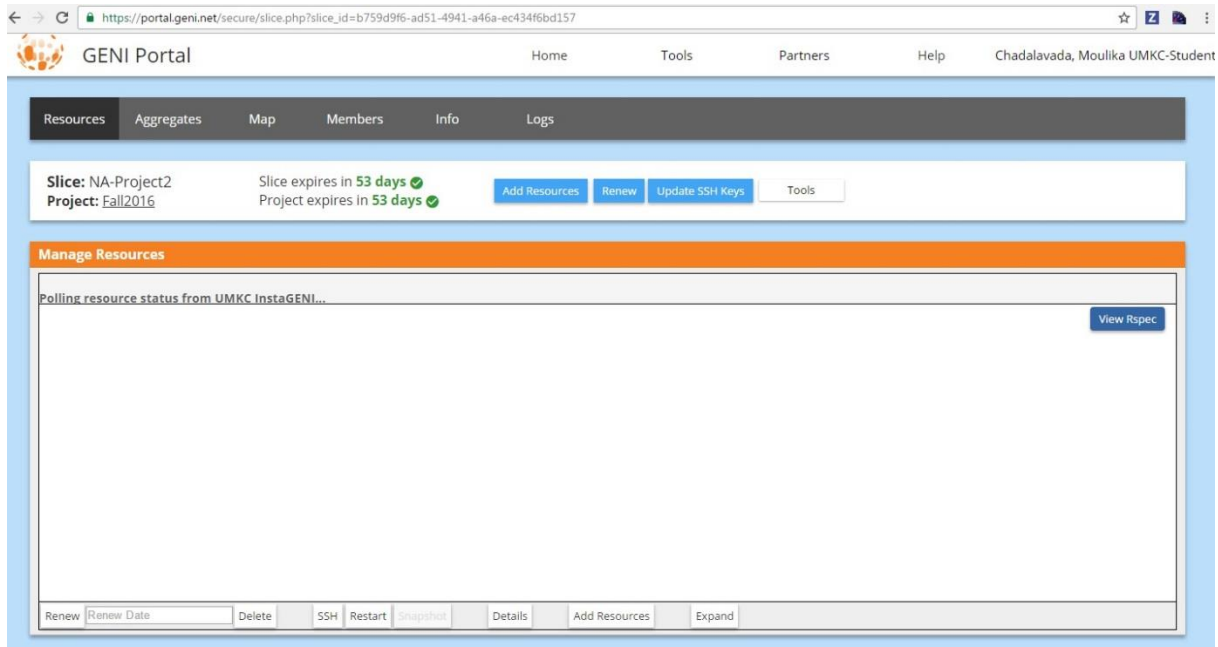 https://portal.geni.net/secure/slice.php?slice_id=b759d9f6-ad51-4941-a46a-ec434f6bd157
Z
GENI Portal Home Tools Partners Help Chadalavada, Moulika UMKC-Student
Resources Aggregates Map Members Info Logs
Slice: NA-Project2 Slice expires in 53 days Add Resources Renew Update SSH Keys Tools
Project: Fall2016 Project expires in 53 days
Manage Resources
Polling resource status from UMKC InstaGENI...
View Rspec
Renew Renew Date Delete SSH Restart Snapshot Details Add Resources Expand